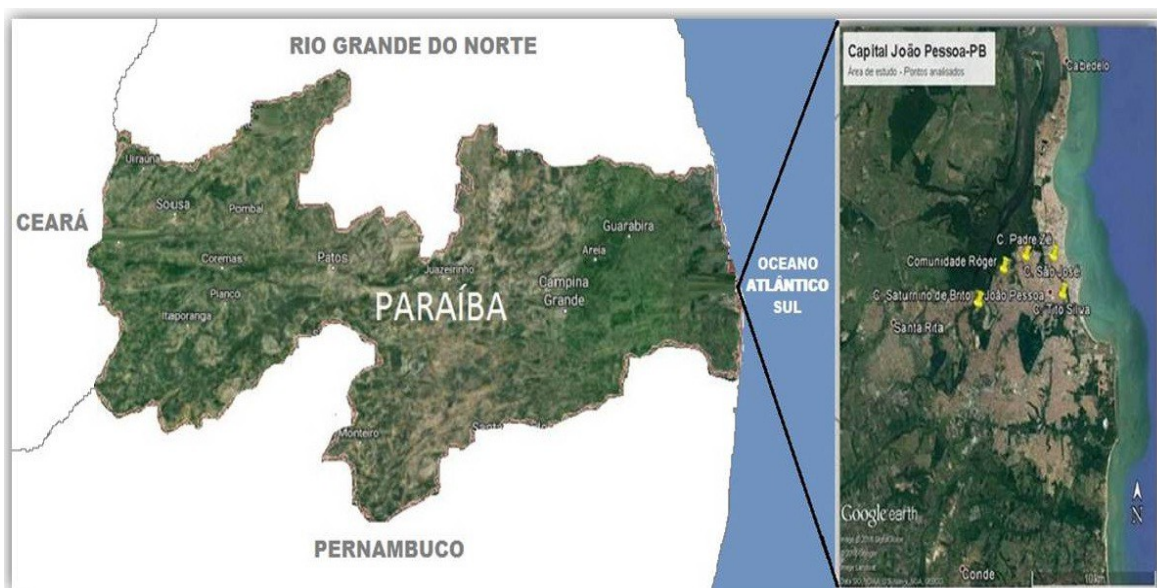 RIO GRANDE DO NORTE
Uiraúna
CEARÁ
Sousa
Pombal
Guarabira
Areia
Coremas
Patos
Juazeirinho
Campina
Grande
Piancó
PARAÍBA
Itaporanga
Monteiro
OCEANO
ATLÂNTICO
SUL
PERNAMBUCO
Capital João Pessoa-PB
Área de estudo - Pontos analisados
Cabedelo
C. Padre Zé
Comunidade Róger
C. São José
C. Saturnino de Brito
João Pessoa
C. Tito Silva
Santa Rita
N
Google earth
Conde
10 km